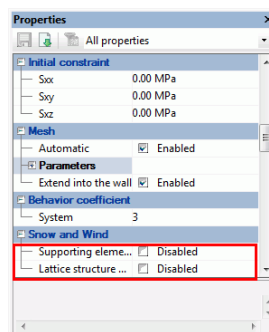 Properties
All properties
Initial constraint
Sxx 0.00 MPa
Sxy 0.00 MPa
Sxz 0.00 MPa
Mesh
Automatic Enabled
Parameters
Extend into the wall Enabled
Behavior coefficient
System 3
Snow and Wind
Supporting eleme... Disabled
Lattice structure ... Disabled